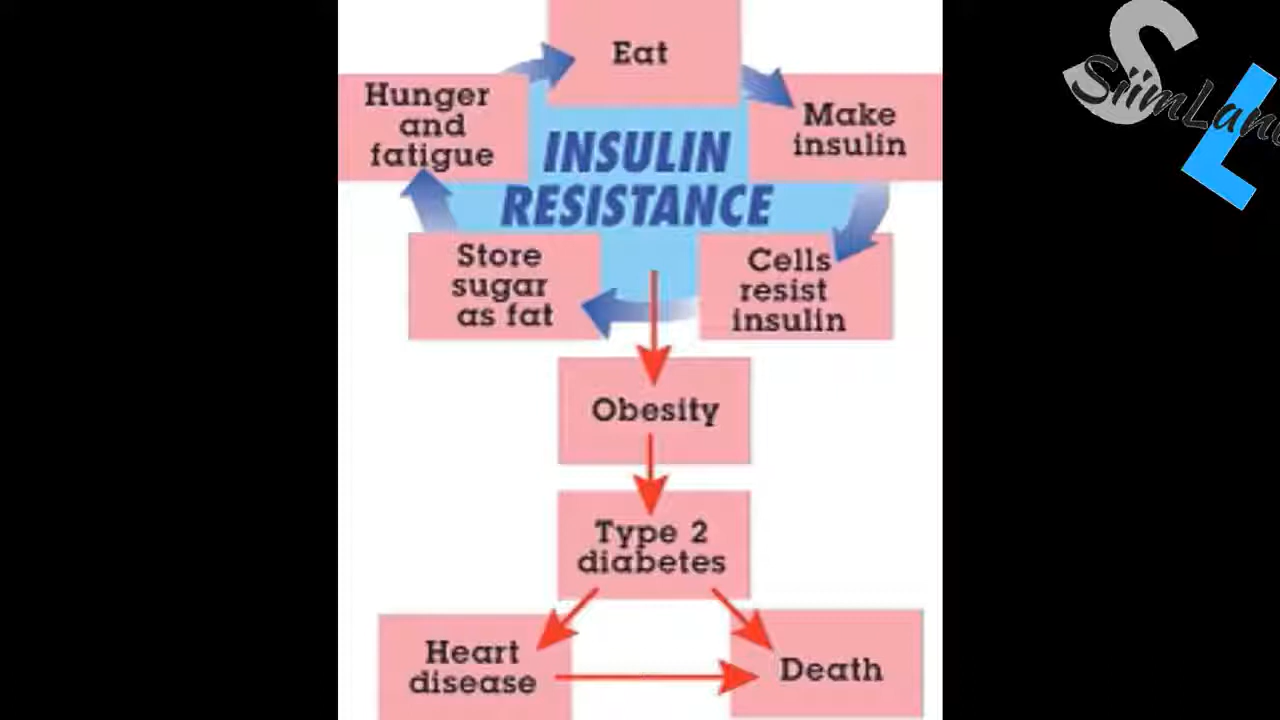 Eat
Make
insulin
Cells
resist
insulin
Store
sugar
as fat
Hunger
and
fatigue
INSULIN
RESISTANCE
Obesity
Type 2
diabetes
Heart
disease
Death
S
SiimLand
L